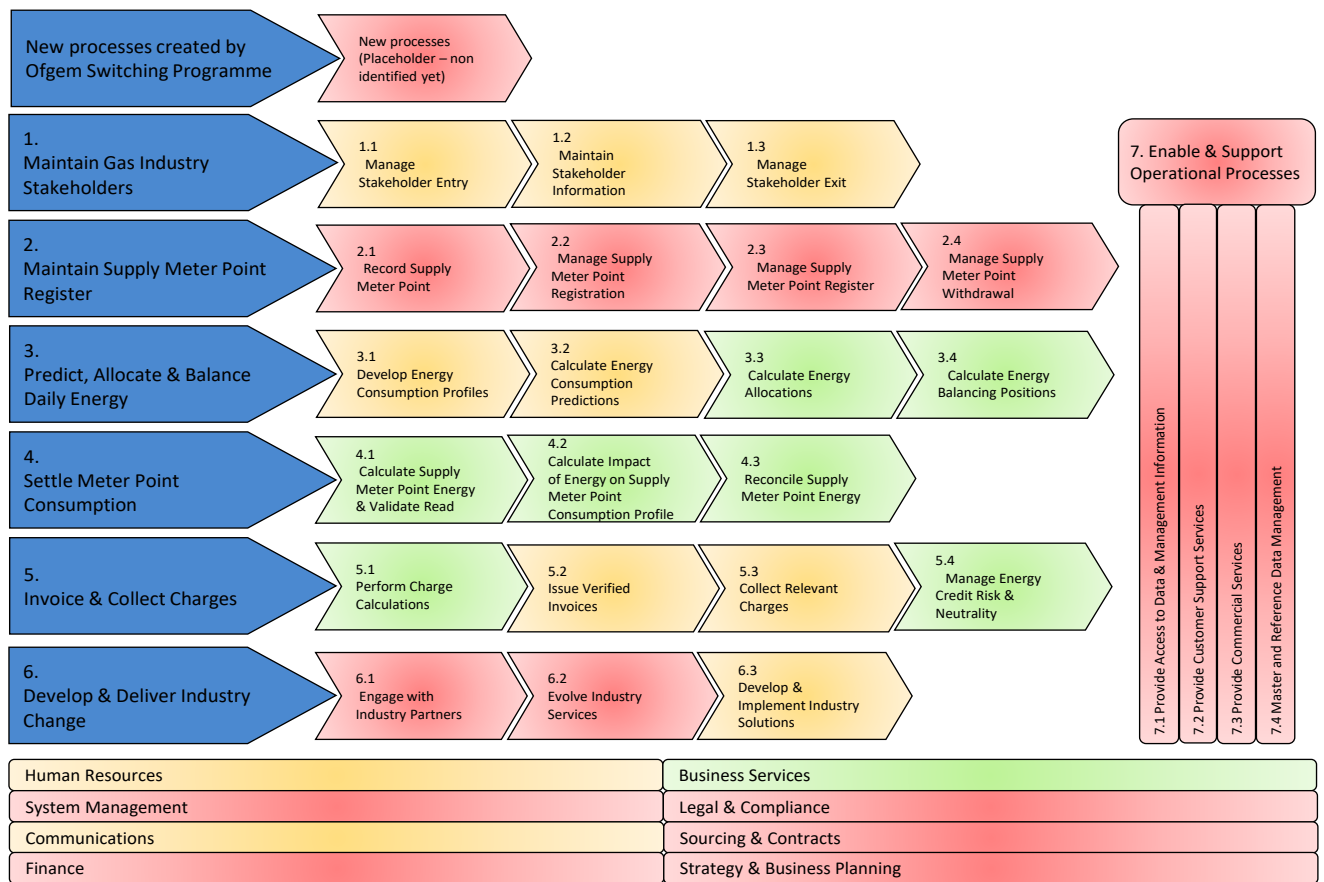 New processes created by
Ofgem Switching Programme
New processes
(Placeholder – non
identified yet)
1.
Maintain Gas Industry
Stakeholders
1.1
Manage
Stakeholder Entry
1.2
Maintain
Stakeholder
Information
1.3
Manage
Stakeholder Exit
7. Enable & Support
Operational Processes
2.
Maintain Supply Meter Point
Register
2.1
Record Supply
Meter Point
2.2
Manage Supply
Meter Point
Registration
2.3
Manage Supply
Meter Point Register
2.4
Manage Supply
Meter Point
Withdrawal
3.
Predict, Allocate & Balance
Daily Energy
3.1
Develop Energy
Consumption Profiles
3.2
Calculate Energy
Consumption
Predictions
3.3
Calculate Energy
Allocations
3.4
Calculate Energy
Balancing Positions
4.
Settle Meter Point
Consumption
4.1
Calculate Supply
Meter Point Energy
& Validate Read
4.2
Calculate Impact
of Energy on Supply
Meter Point
Consumption Profile
4.3
Reconcile Supply
Meter Point Energy
5.
Invoice & Collect Charges
5.1
Perform Charge
Calculations
5.2
Issue Verified
Invoices
5.3
Collect Relevant
Charges
5.4
Manage Energy
Credit Risk &
Neutrality
6.
Develop & Deliver Industry
Change
6.1
Engage with
Industry Partners
6.2
Evolve Industry
Services
6.3
Develop &
Implement Industry
Solutions
7.1 Provide Access to Data & Management Information
7.2 Provide Customer Support Services
7.3 Provide Commercial Services
7.4 Master and Reference Data Management
Human Resources
Business Services
System Management
Legal & Compliance
Communications
Sourcing & Contracts
Finance
Strategy & Business Planning